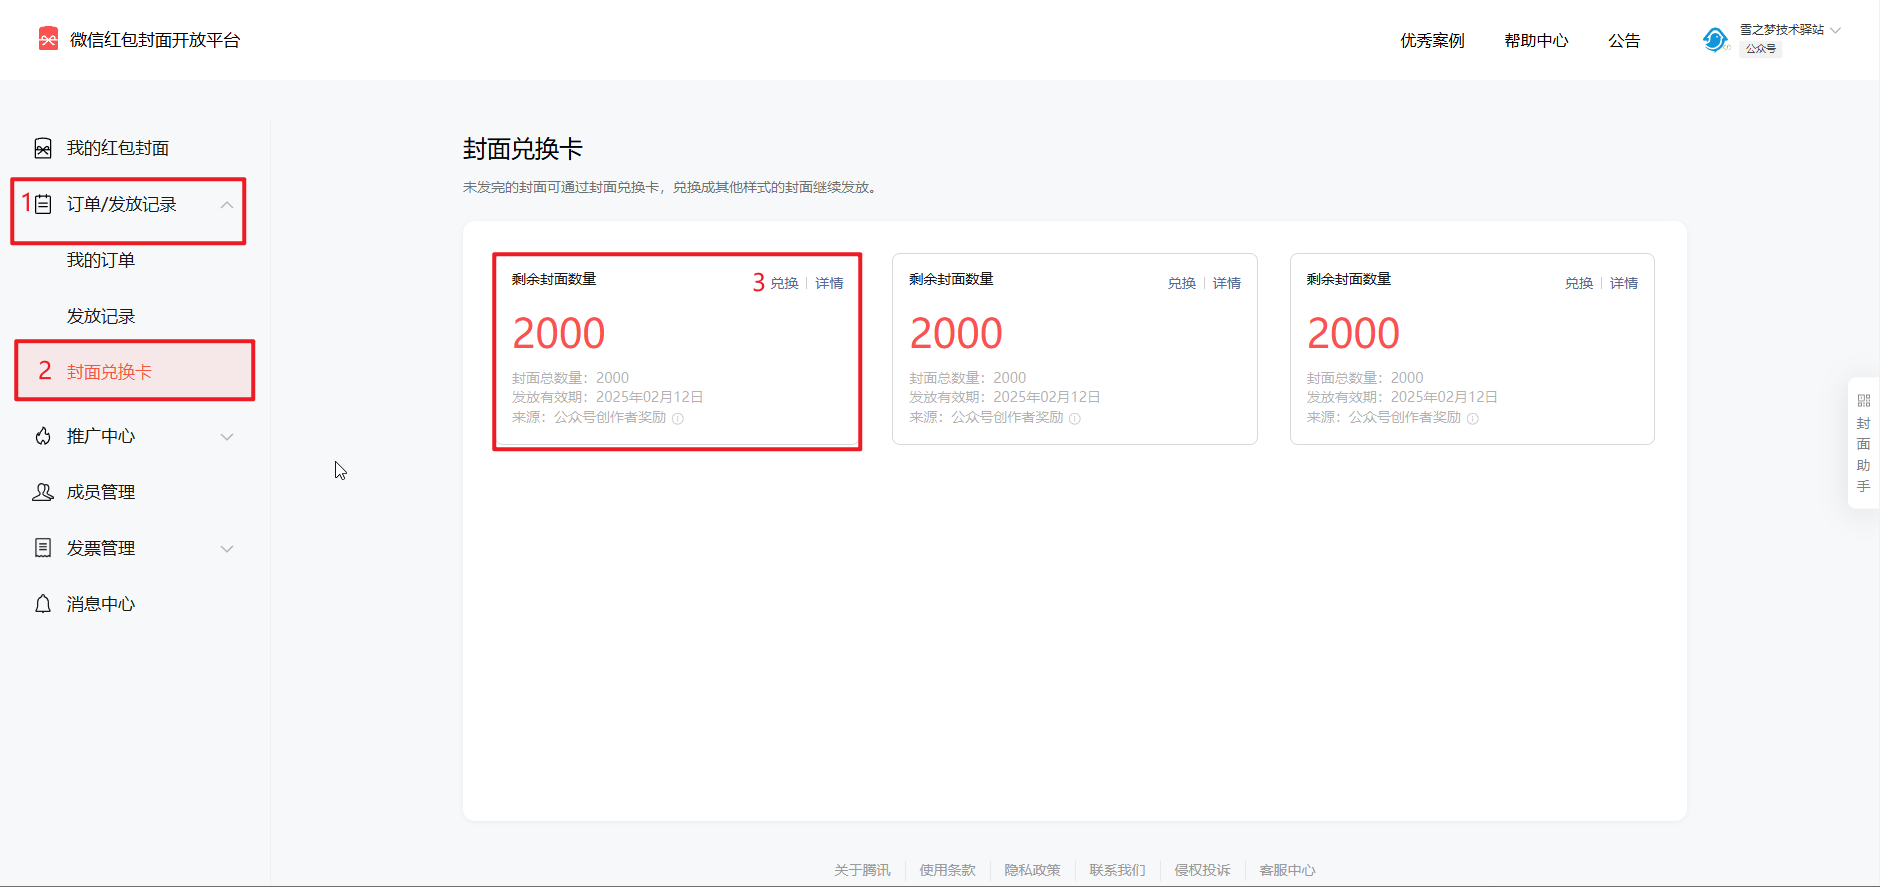 微信红包封面开放平台
优秀案例
帮助中心
公告
雪之梦技术驿站
公众号
我的红包封面
1
订单/发放记录
我的订单
发放记录
2
封面兑换卡
推广中心
成员管理
发票管理
消息中心
封面兑换卡
未发完的封面可通过封面兑换卡，兑换成其他样式的封面继续发放。
剩余封面数量
3 兑换 | 详情
2000
封面总数量：2000
发放有效期：2025年02月12日
来源：公众号创作者奖励
剩余封面数量
兑换 | 详情
2000
封面总数量：2000
发放有效期：2025年02月12日
来源：公众号创作者奖励
剩余封面数量
兑换 | 详情
2000
封面总数量：2000
发放有效期：2025年02月12日
来源：公众号创作者奖励
封面助手
关于腾讯 | 使用条款 | 隐私政策 | 联系我们 | 侵权投诉 | 客服中心